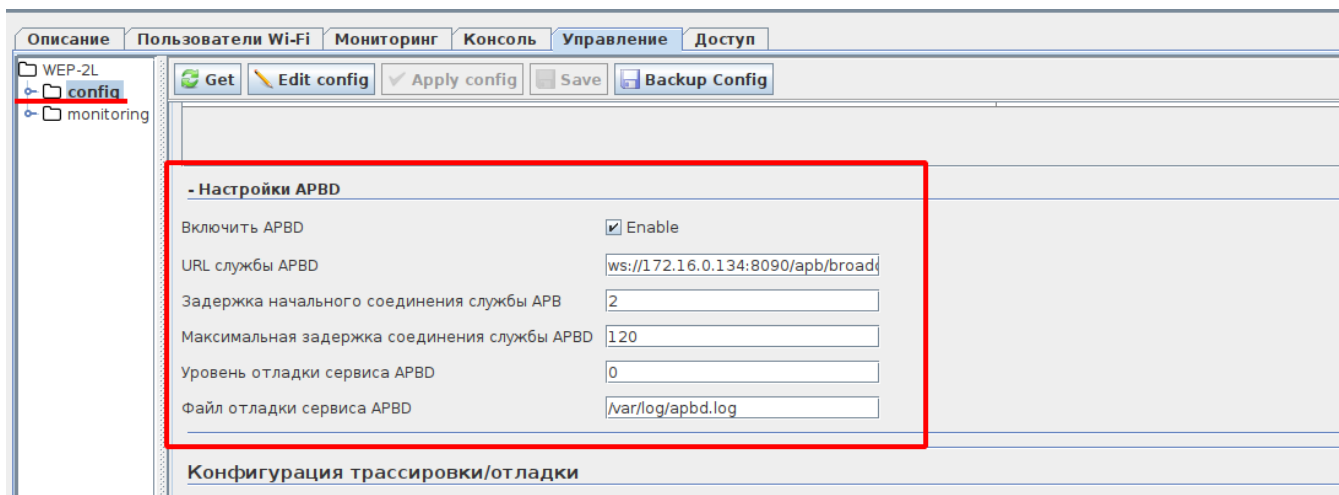 Описание Пользователи Wi-Fi Мониторинг Консоль Управление Доступ
WEP-2L
config
monitoring
Get Edit config Apply config Save Backup Config
- Настройки APBD
Включить APBD Enable
URL службы APBD ws://172.16.0.134:8090/apb/broadc
Задержка начального соединения службы APB 2
Максимальная задержка соединения службы APBD 120
Уровень отладки сервиса APBD 0
Файл отладки сервиса APBD /var/log/apbd.log
Конфигурация трассировки/отладки